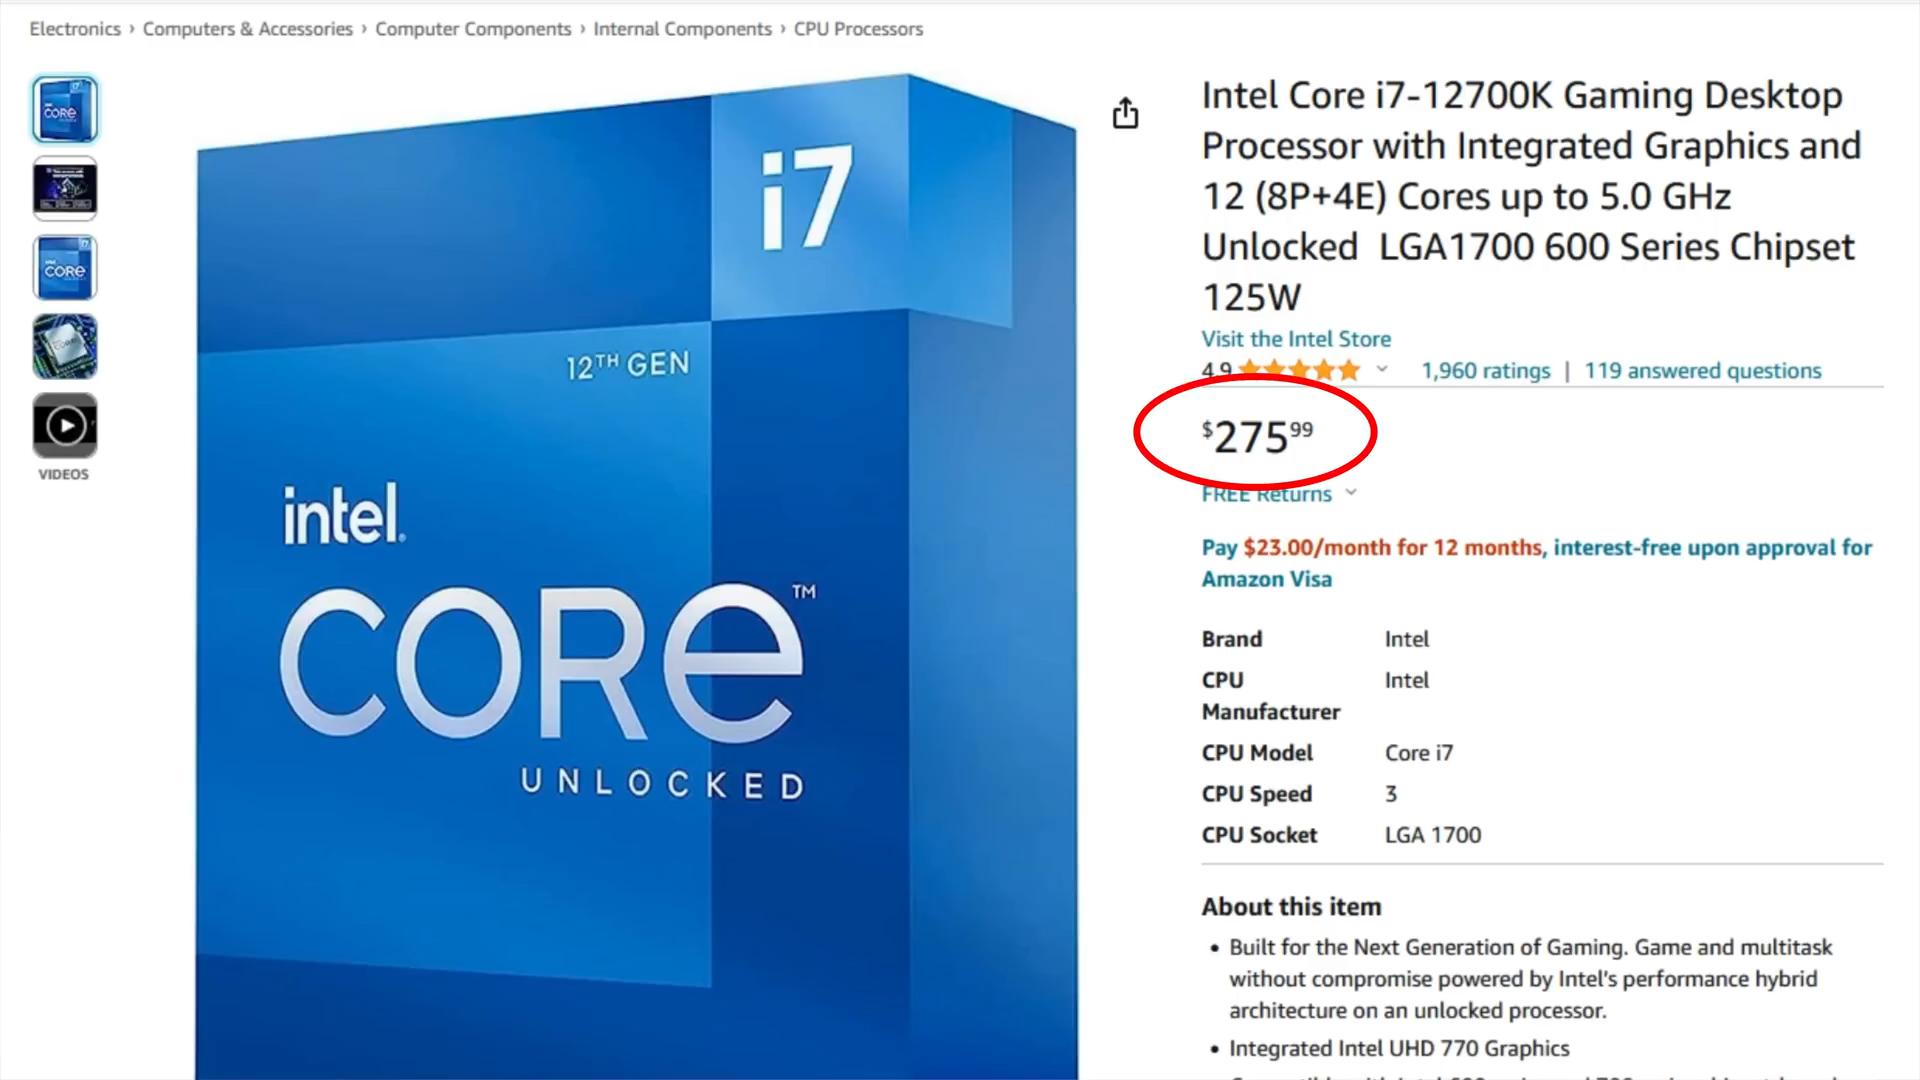 Electronics › Computers & Accessories › Computer Components › Internal Components › CPU Processors
VIDEOS
i7
12TH GEN
intel.
CORE™
UNLOCKED
Intel Core i7-12700K Gaming Desktop
Processor with Integrated Graphics and
12 (8P+4E) Cores up to 5.0 GHz
Unlocked LGA1700 600 Series Chipset
125W
Visit the Intel Store
4.9 1,960 ratings | 119 answered questions
$275.99
FREE Returns
Pay $23.00/month for 12 months, interest-free upon approval for
Amazon Visa
Brand Intel
CPU Intel
Manufacturer
CPU Model Core i7
CPU Speed 3
CPU Socket LGA 1700
About this item
• Built for the Next Generation of Gaming. Game and multitask
without compromise powered by Intel's performance hybrid
architecture on an unlocked processor.
• Integrated Intel UHD 770 Graphics